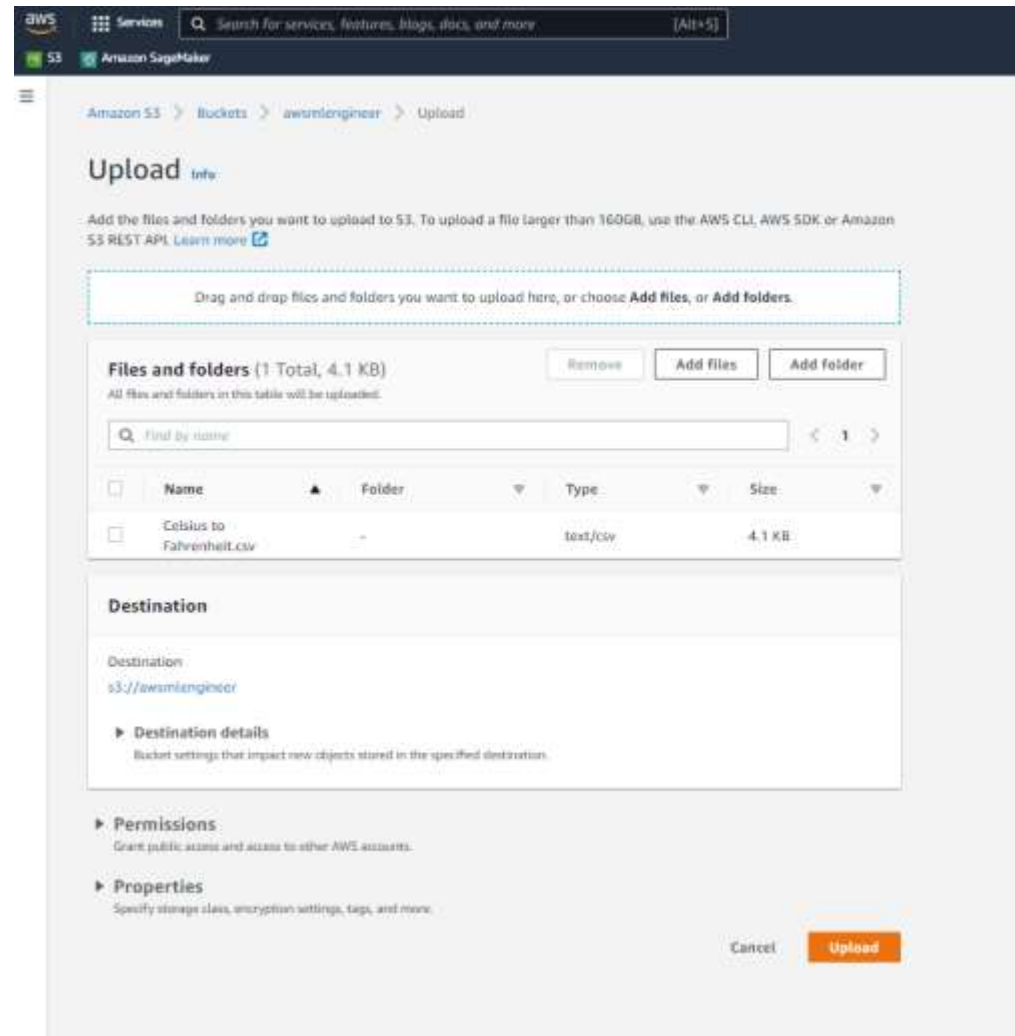 aws
Services
Search for services, features, blogs, docs, and more
[Alt+S]
S3
Amazon SageMaker
Amazon S3 > Buckets > awsmlengineer > Upload
Upload Info
Add the files and folders you want to upload to S3. To upload a file larger than 160GB, use the AWS CLI, AWS SDK or Amazon
S3 REST API. Learn more
Drag and drop files and folders you want to upload here, or choose Add files, or Add folders.
Files and folders (1 Total, 4.1 KB)
Remove
Add files
Add folder
All files and folders in this table will be uploaded.
Find by name
< 1 >
Name
Folder
Type
Size
Celsius to
Fahrenheit.csv
-
text/csv
4.1 KB
Destination
Destination
s3://awsmlengineer
Destination details
Bucket settings that impact new objects stored in the specified destination.
Permissions
Grant public access and access to other AWS accounts.
Properties
Specify storage class, encryption settings, tags, and more.
Cancel
Upload